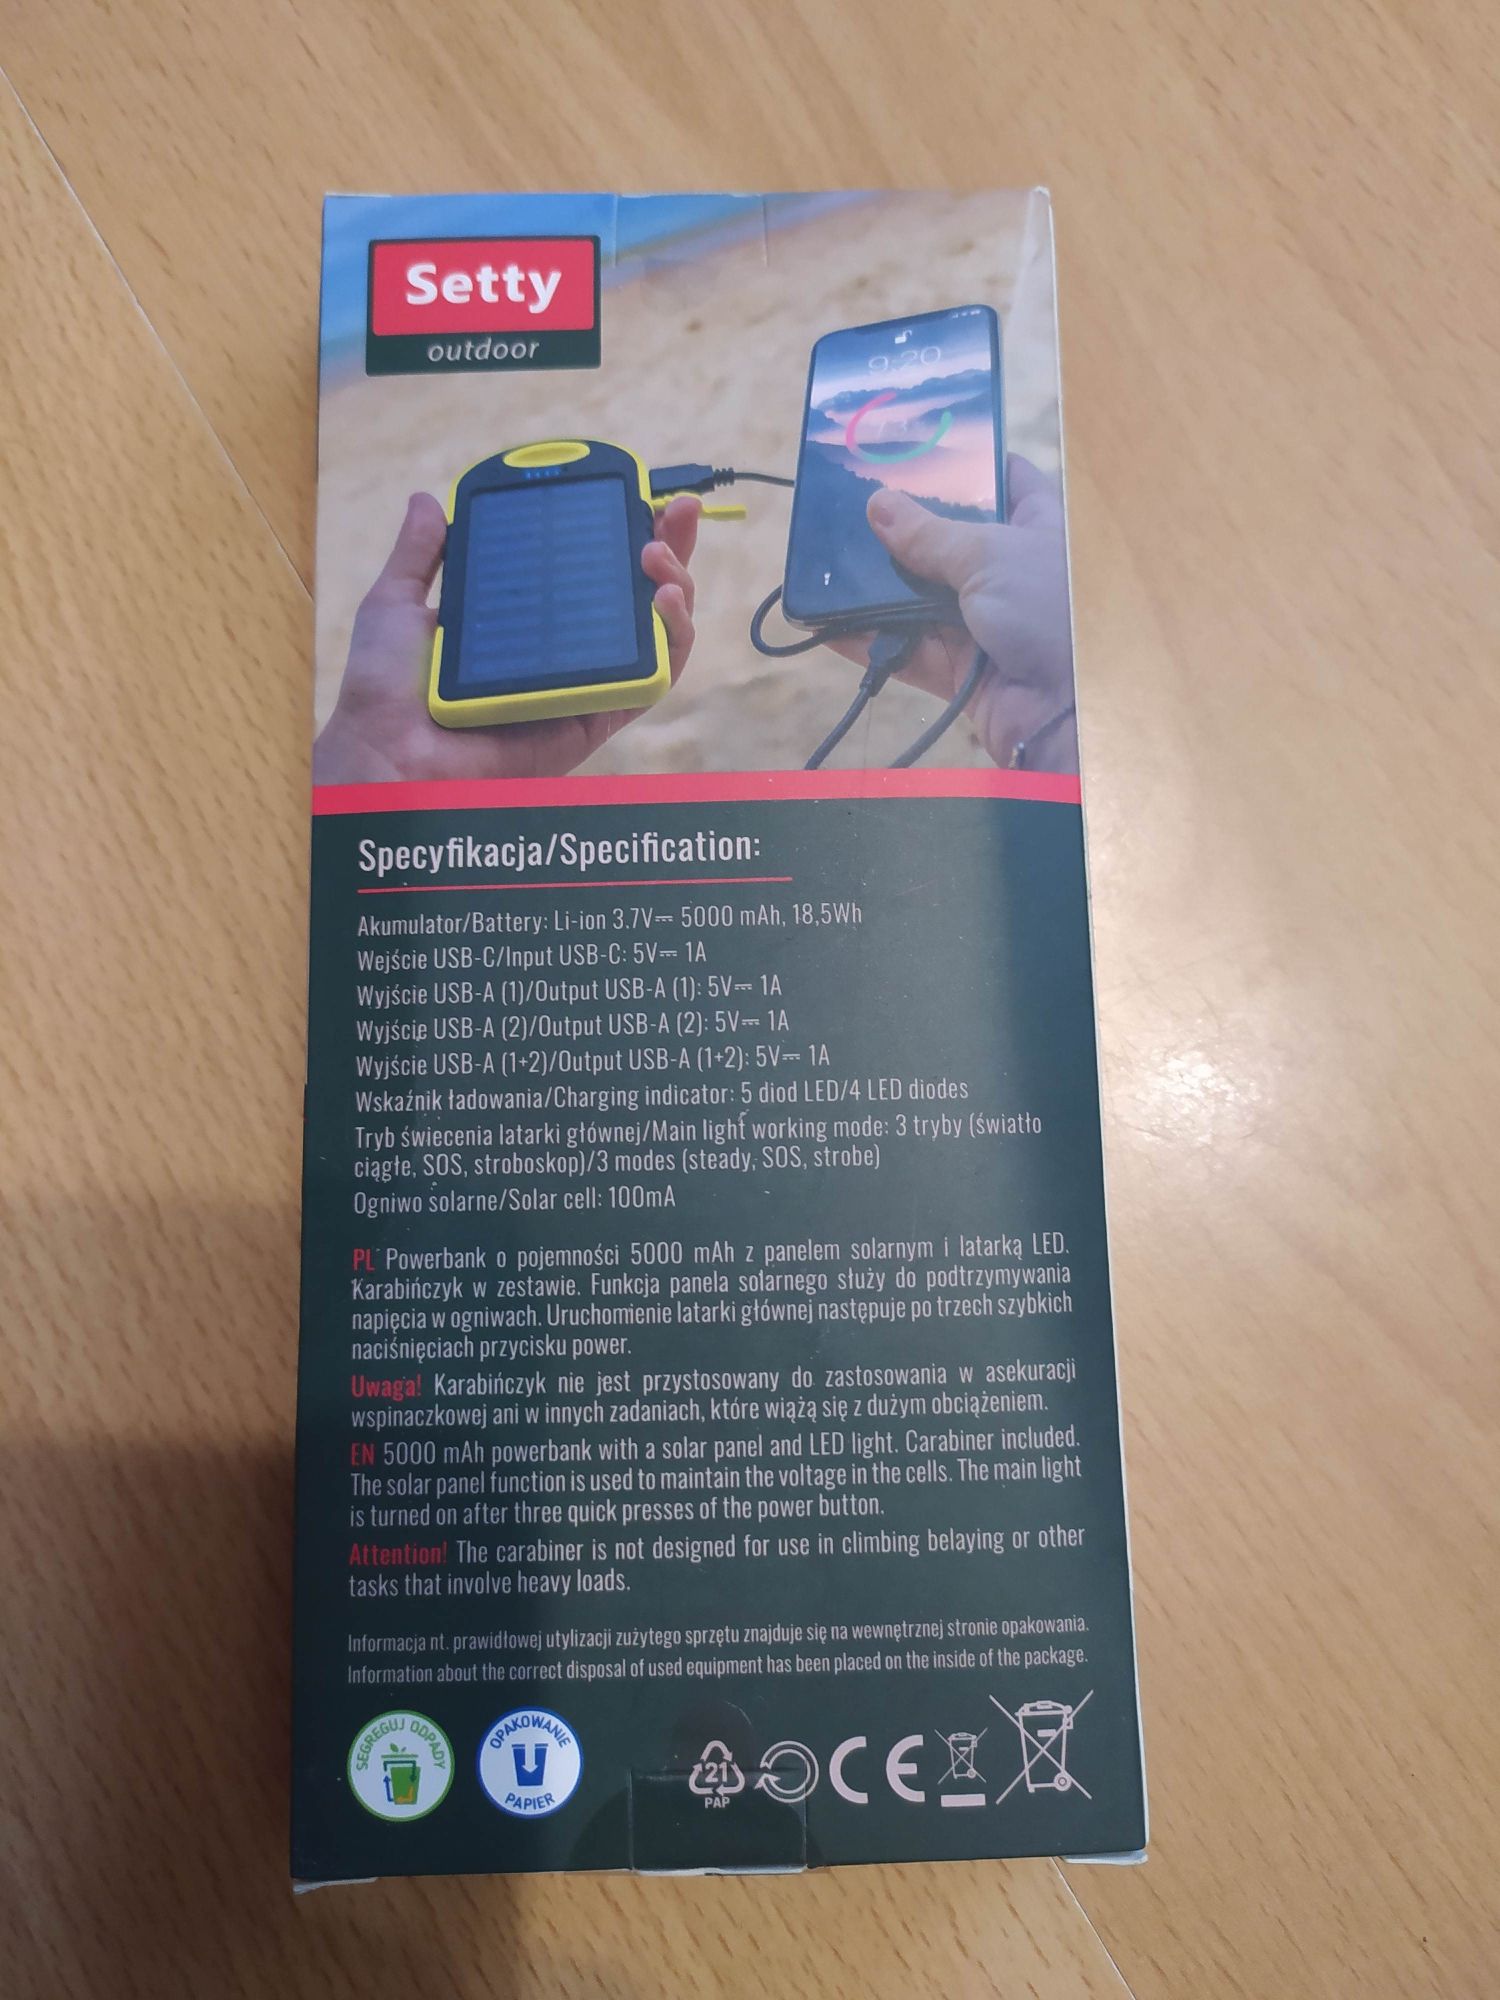 Setty
outdoor
9:20
Specyfikacja/Specification:
Akumulator/Battery: Li-ion 3.7V⎓ 5000 mAh, 18,5Wh
Wejście USB-C/Input USB-C: 5V⎓ 1A
Wyjście USB-A (1)/Output USB-A (1): 5V⎓ 1A
Wyjście USB-A (2)/Output USB-A (2): 5V⎓ 1A
Wyjście USB-A (1+2)/Output USB-A (1+2): 5V⎓ 1A
Wskaźnik ładowania/Charging indicator: 5 diod LED/4 LED diodes
Tryb świecenia latarki głównej/Main light working mode: 3 tryby (światło
ciągłe, SOS, stroboskop)/3 modes (steady, SOS, strobe)
Ogniwo solarne/Solar cell: 100mA
PL Powerbank o pojemności 5000 mAh z panelem solarnym i latarką LED.
Karabińczyk w zestawie. Funkcja panela solarnego służy do podtrzymywania
napięcia w ogniwach. Uruchomienie latarki głównej następuje po trzech szybkich
naciśnięciach przycisku power.
Uwaga! Karabińczyk nie jest przystosowany do zastosowania w asekuracji
wspinaczkowej ani w innych zadaniach, które wiążą się z dużym obciążeniem.
EN 5000 mAh powerbank with a solar panel and LED light. Carabiner included.
The solar panel function is used to maintain the voltage in the cells. The main light
is turned on after three quick presses of the power button.
Attention! The carabiner is not designed for use in climbing belaying or other
tasks that involve heavy loads.
Informacja nt. prawidłowej utylizacji zużytego sprzętu znajduje się na wewnętrznej stronie opakowania.
Information about the correct disposal of used equipment has been placed on the inside of the package.
SEGREGUJ ODPADY
OPAKOWANIE
PAPIER
21
PAP
CE